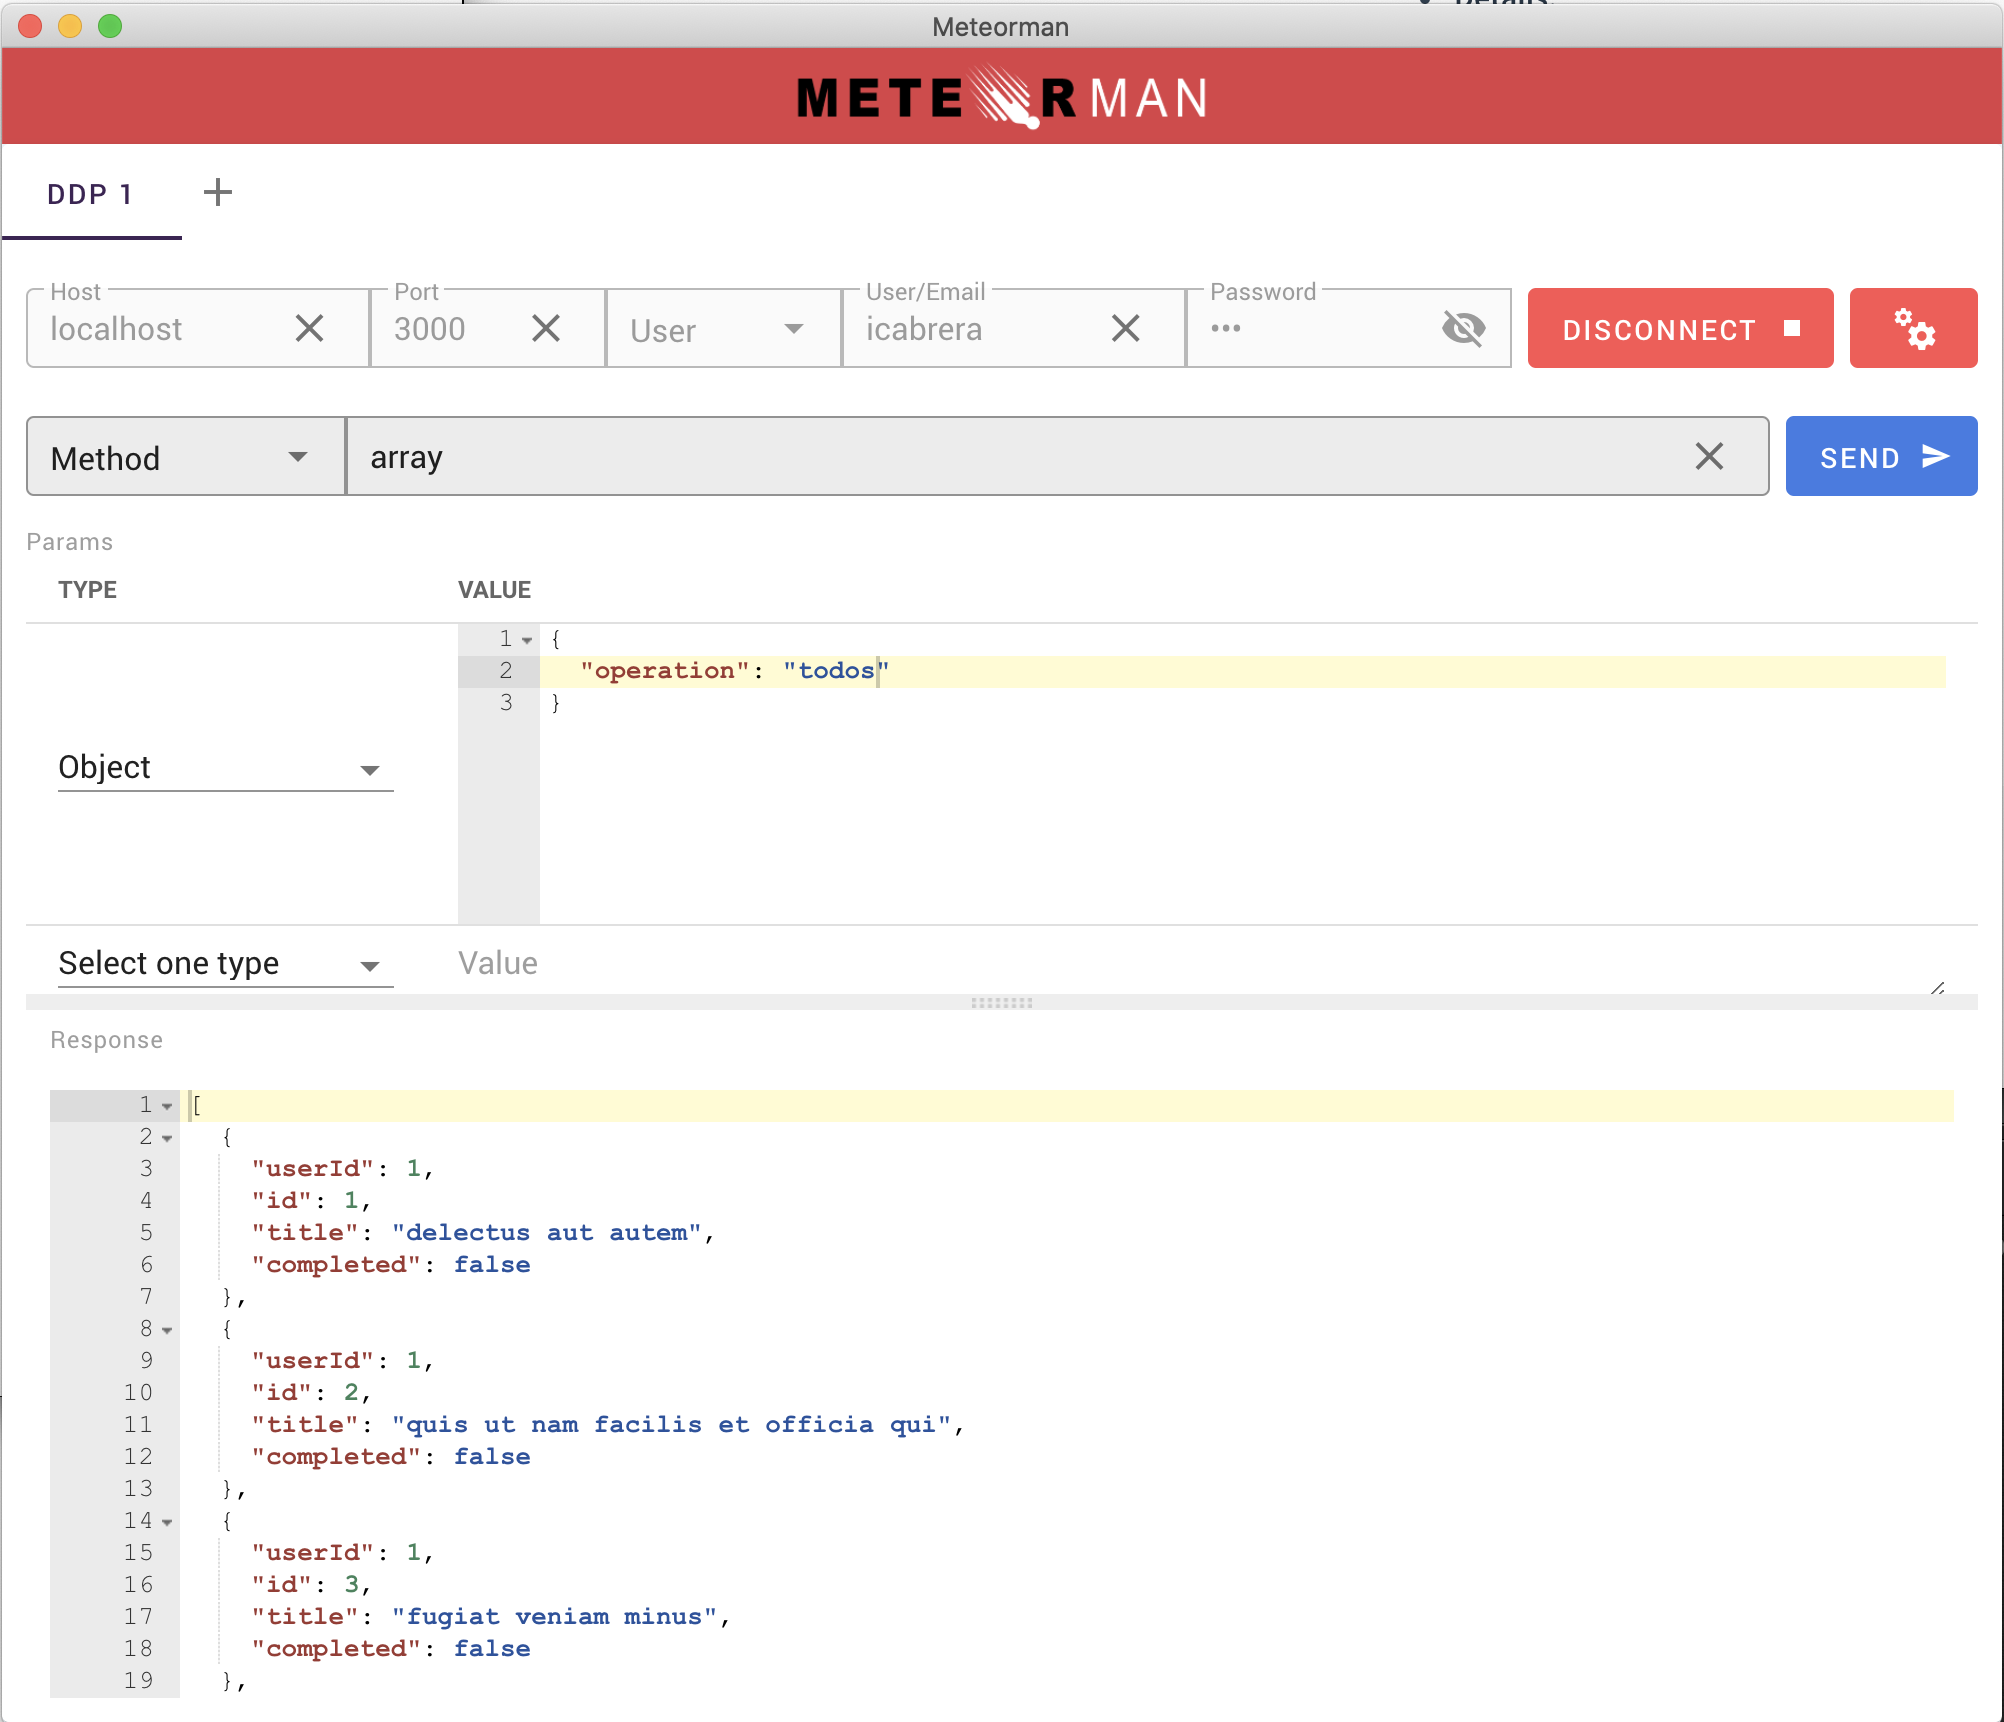 Details:
Meteorman
METEORMAN
DDP 1
Host
Port
User/Email
Password
localhost
3000
User
icabrera
•••
DISCONNECT
Method
array
SEND
Params
TYPE
VALUE
1 {
2 "operation": "todos"
3 }
Object
Select one type
Value
Response
1 [
2 {
3 "userId": 1,
4 "id": 1,
5 "title": "delectus aut autem",
6 "completed": false
7 },
8 {
9 "userId": 1,
10 "id": 2,
11 "title": "quis ut nam facilis et officia qui",
12 "completed": false
13 },
14 {
15 "userId": 1,
16 "id": 3,
17 "title": "fugiat veniam minus",
18 "completed": false
19 },